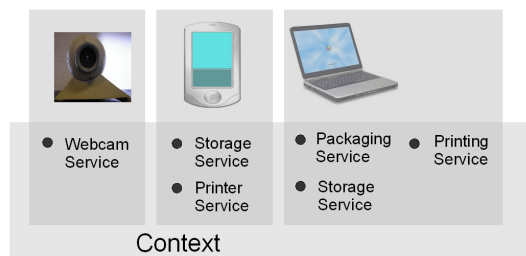 Webcam
Service
Storage
Service
Printer
Service
Packaging
Service
Storage
Service
Printing
Service
Context